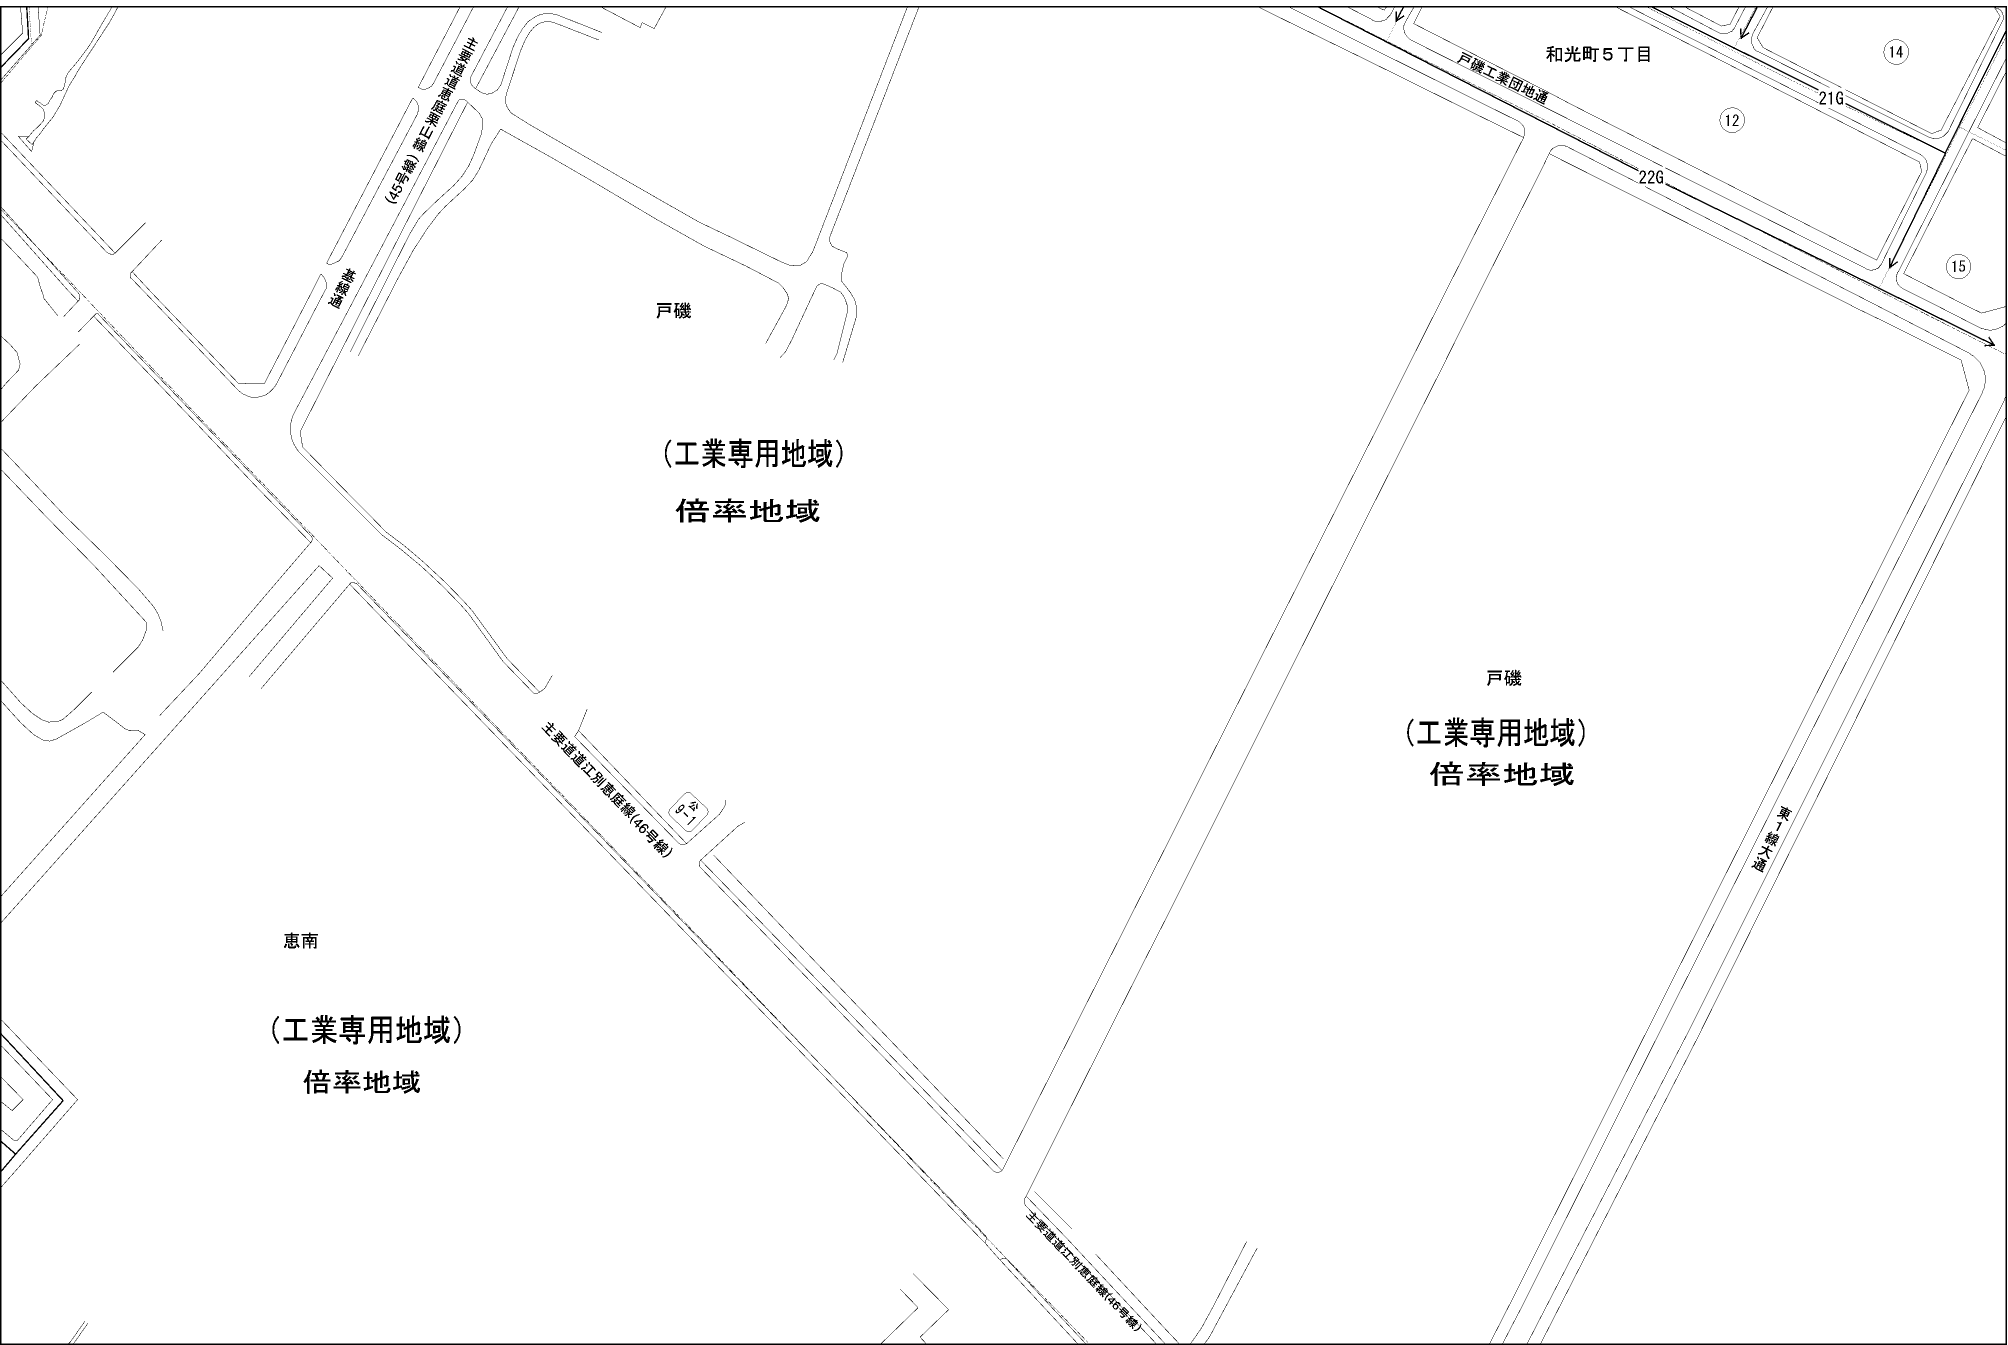 和光町5丁目
14
戸磯工業団地通
21G
12
22G
15
主要道道恵庭栗山線
(45号線)
基線通
戸磯
(工業専用地域)
倍率地域
戸磯
(工業専用地域)
倍率地域
主要道道江別恵庭線(46号線)
公
9-1
東1線大通
恵南
(工業専用地域)
倍率地域
主要道道江別恵庭線(46号線)